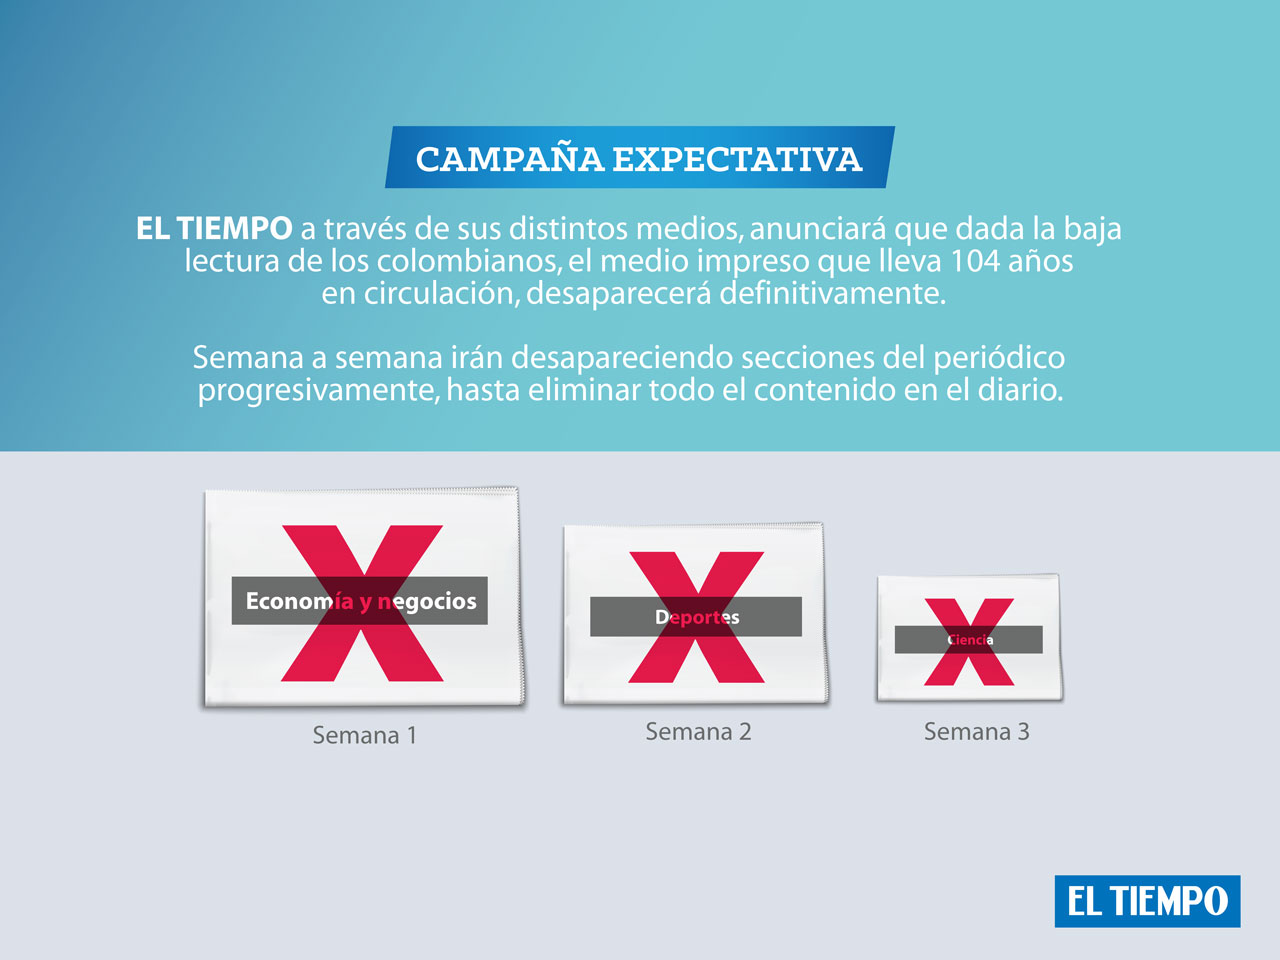 CAMPAÑA EXPECTATIVA
EL TIEMPO a través de sus distintos medios, anunciará que dada la baja
lectura de los colombianos, el medio impreso que lleva 104 años
en circulación, desaparecerá definitivamente.
Semana a semana irán desapareciendo secciones del periódico
progresivamente, hasta eliminar todo el contenido en el diario.
Economía y negocios
Deportes
Ciencia
Semana 1
Semana 2
Semana 3
EL TIEMPO